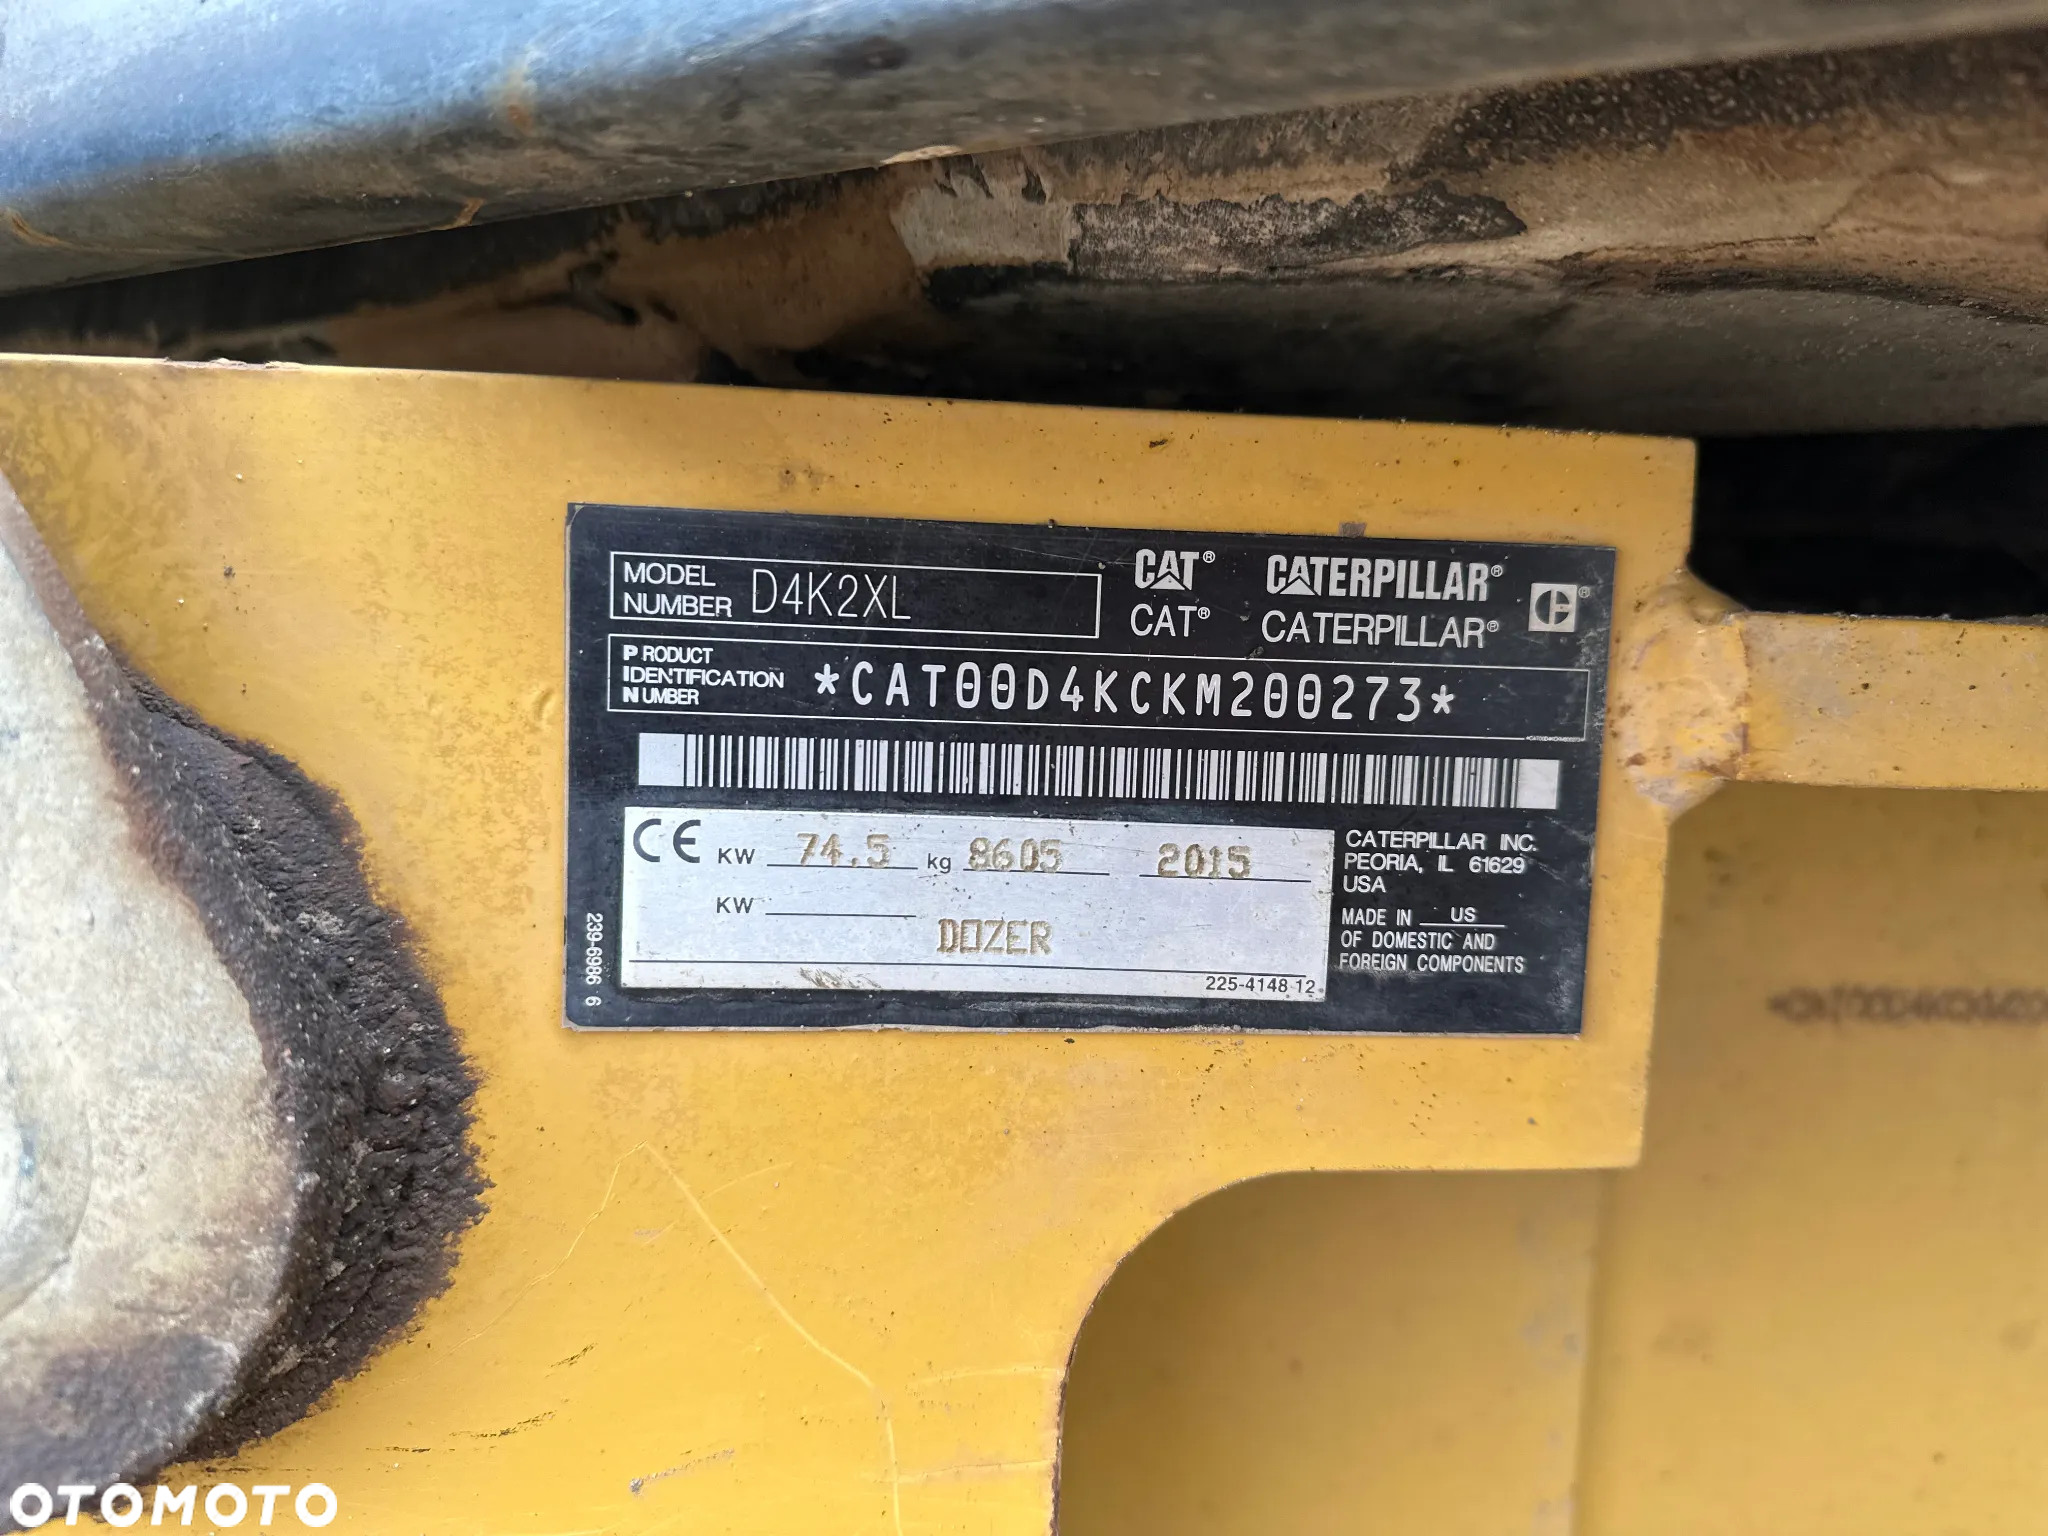 MODEL NUMBER D4K2XL
CAT® CATERPILLAR®
CAT® CATERPILLAR®
PRODUCT IDENTIFICATION NUMBER *CAT00D4KCKM200273*
CE KW 74.5 kg 8605 2015
KW
DOZER
225-4148 12
239-6986 6
CATERPILLAR INC.
PEORIA, IL 61629
USA
MADE IN US
OF DOMESTIC AND
FOREIGN COMPONENTS
OTOMOTO